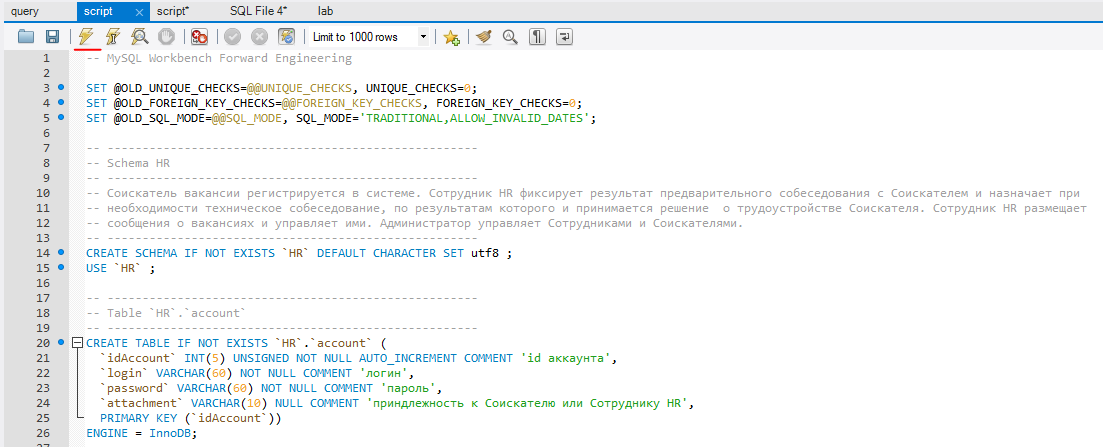 query script script* SQL File 4* lab
Limit to 1000 rows
1 -- MySQL Workbench Forward Engineering
2
3 SET @OLD_UNIQUE_CHECKS=@@UNIQUE_CHECKS, UNIQUE_CHECKS=0;
4 SET @OLD_FOREIGN_KEY_CHECKS=@@FOREIGN_KEY_CHECKS, FOREIGN_KEY_CHECKS=0;
5 SET @OLD_SQL_MODE=@@SQL_MODE, SQL_MODE='TRADITIONAL,ALLOW_INVALID_DATES';
6
7 -- -----------------------------------------------------
8 -- Schema HR
9 -- -----------------------------------------------------
10 -- Соискатель вакансии регистрируется в системе. Сотрудник HR фиксирует результат предварительного собеседования с Соискателем и назначает при
11 -- необходимости техническое собеседование, по результатам которого и принимается решение  о трудоустройстве Соискателя. Сотрудник HR размещает
12 -- сообщения о вакансиях и управляет ими. Администратор управляет Сотрудниками и Соискателями.
13 -- -----------------------------------------------------
14 CREATE SCHEMA IF NOT EXISTS `HR` DEFAULT CHARACTER SET utf8 ;
15 USE `HR` ;
16
17 -- -----------------------------------------------------
18 -- Table `HR`.`account`
19 -- -----------------------------------------------------
20 CREATE TABLE IF NOT EXISTS `HR`.`account` (
21 `idAccount` INT(5) UNSIGNED NOT NULL AUTO_INCREMENT COMMENT 'id аккаунта',
22 `login` VARCHAR(60) NOT NULL COMMENT 'логин',
23 `password` VARCHAR(60) NOT NULL COMMENT 'пароль',
24 `attachment` VARCHAR(10) NULL COMMENT 'приндлежность к Соискателю или Сотруднику HR',
25 PRIMARY KEY (`idAccount`))
26 ENGINE = InnoDB;
27